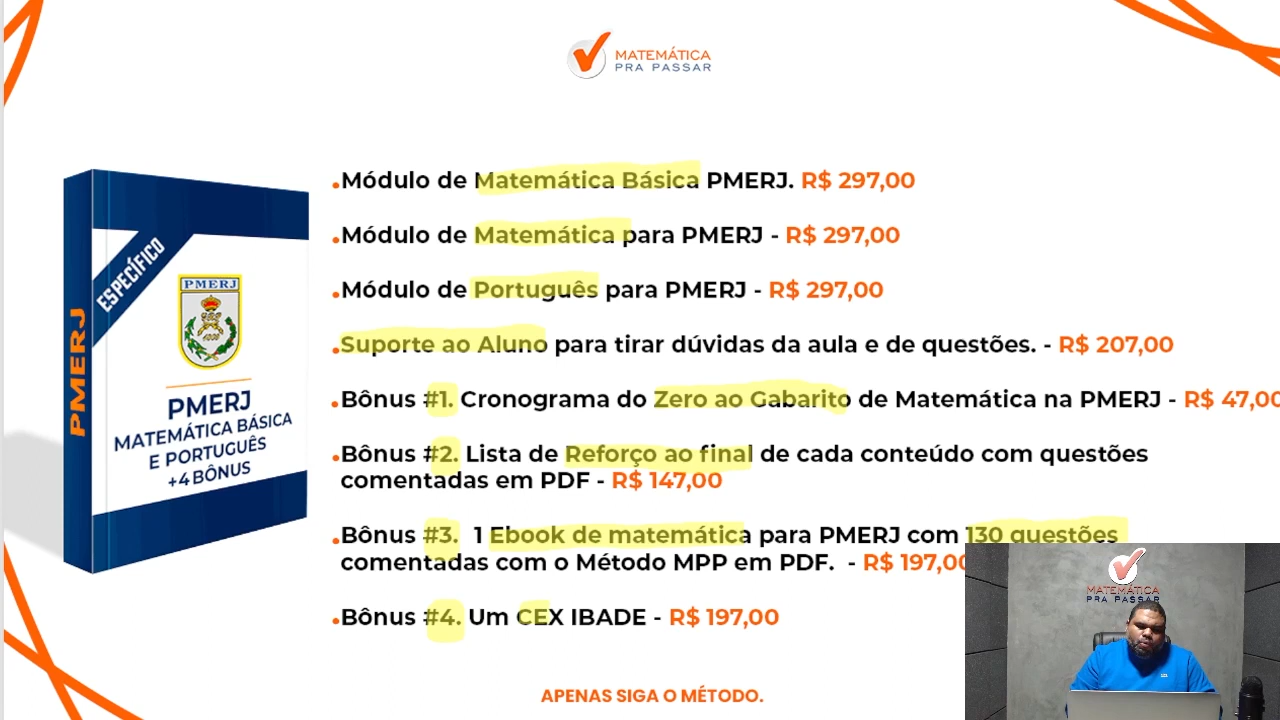 MATEMÁTICA
PRA PASSAR
.Módulo de Matemática Básica PMERJ. R$ 297,00
.Módulo de Matemática para PMERJ - R$ 297,00
.Módulo de Português para PMERJ - R$ 297,00
.Suporte ao Aluno para tirar dúvidas da aula e de questões. - R$ 207,00
.Bônus #1. Cronograma do Zero ao Gabarito de Matemática na PMERJ - R$ 47,00
.Bônus #2. Lista de Reforço ao final de cada conteúdo com questões
comentadas em PDF - R$ 147,00
.Bônus #3. 1 Ebook de matemática para PMERJ com 130 questões
comentadas com o Método MPP em PDF. - R$ 197,00
.Bônus #4. Um CEX IBADE - R$ 197,00
APENAS SIGA O MÉTODO.
PMERJ
ESPECÍFICO
PMERJ
PMERJ
MATEMÁTICA BÁSICA
E PORTUGUÊS
+4 BÔNUS
MATEMÁTICA
PRA PASSAR